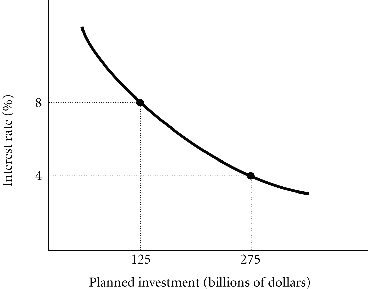 Interest rate (%)
8
4
125
275
Planned investment (billions of dollars)